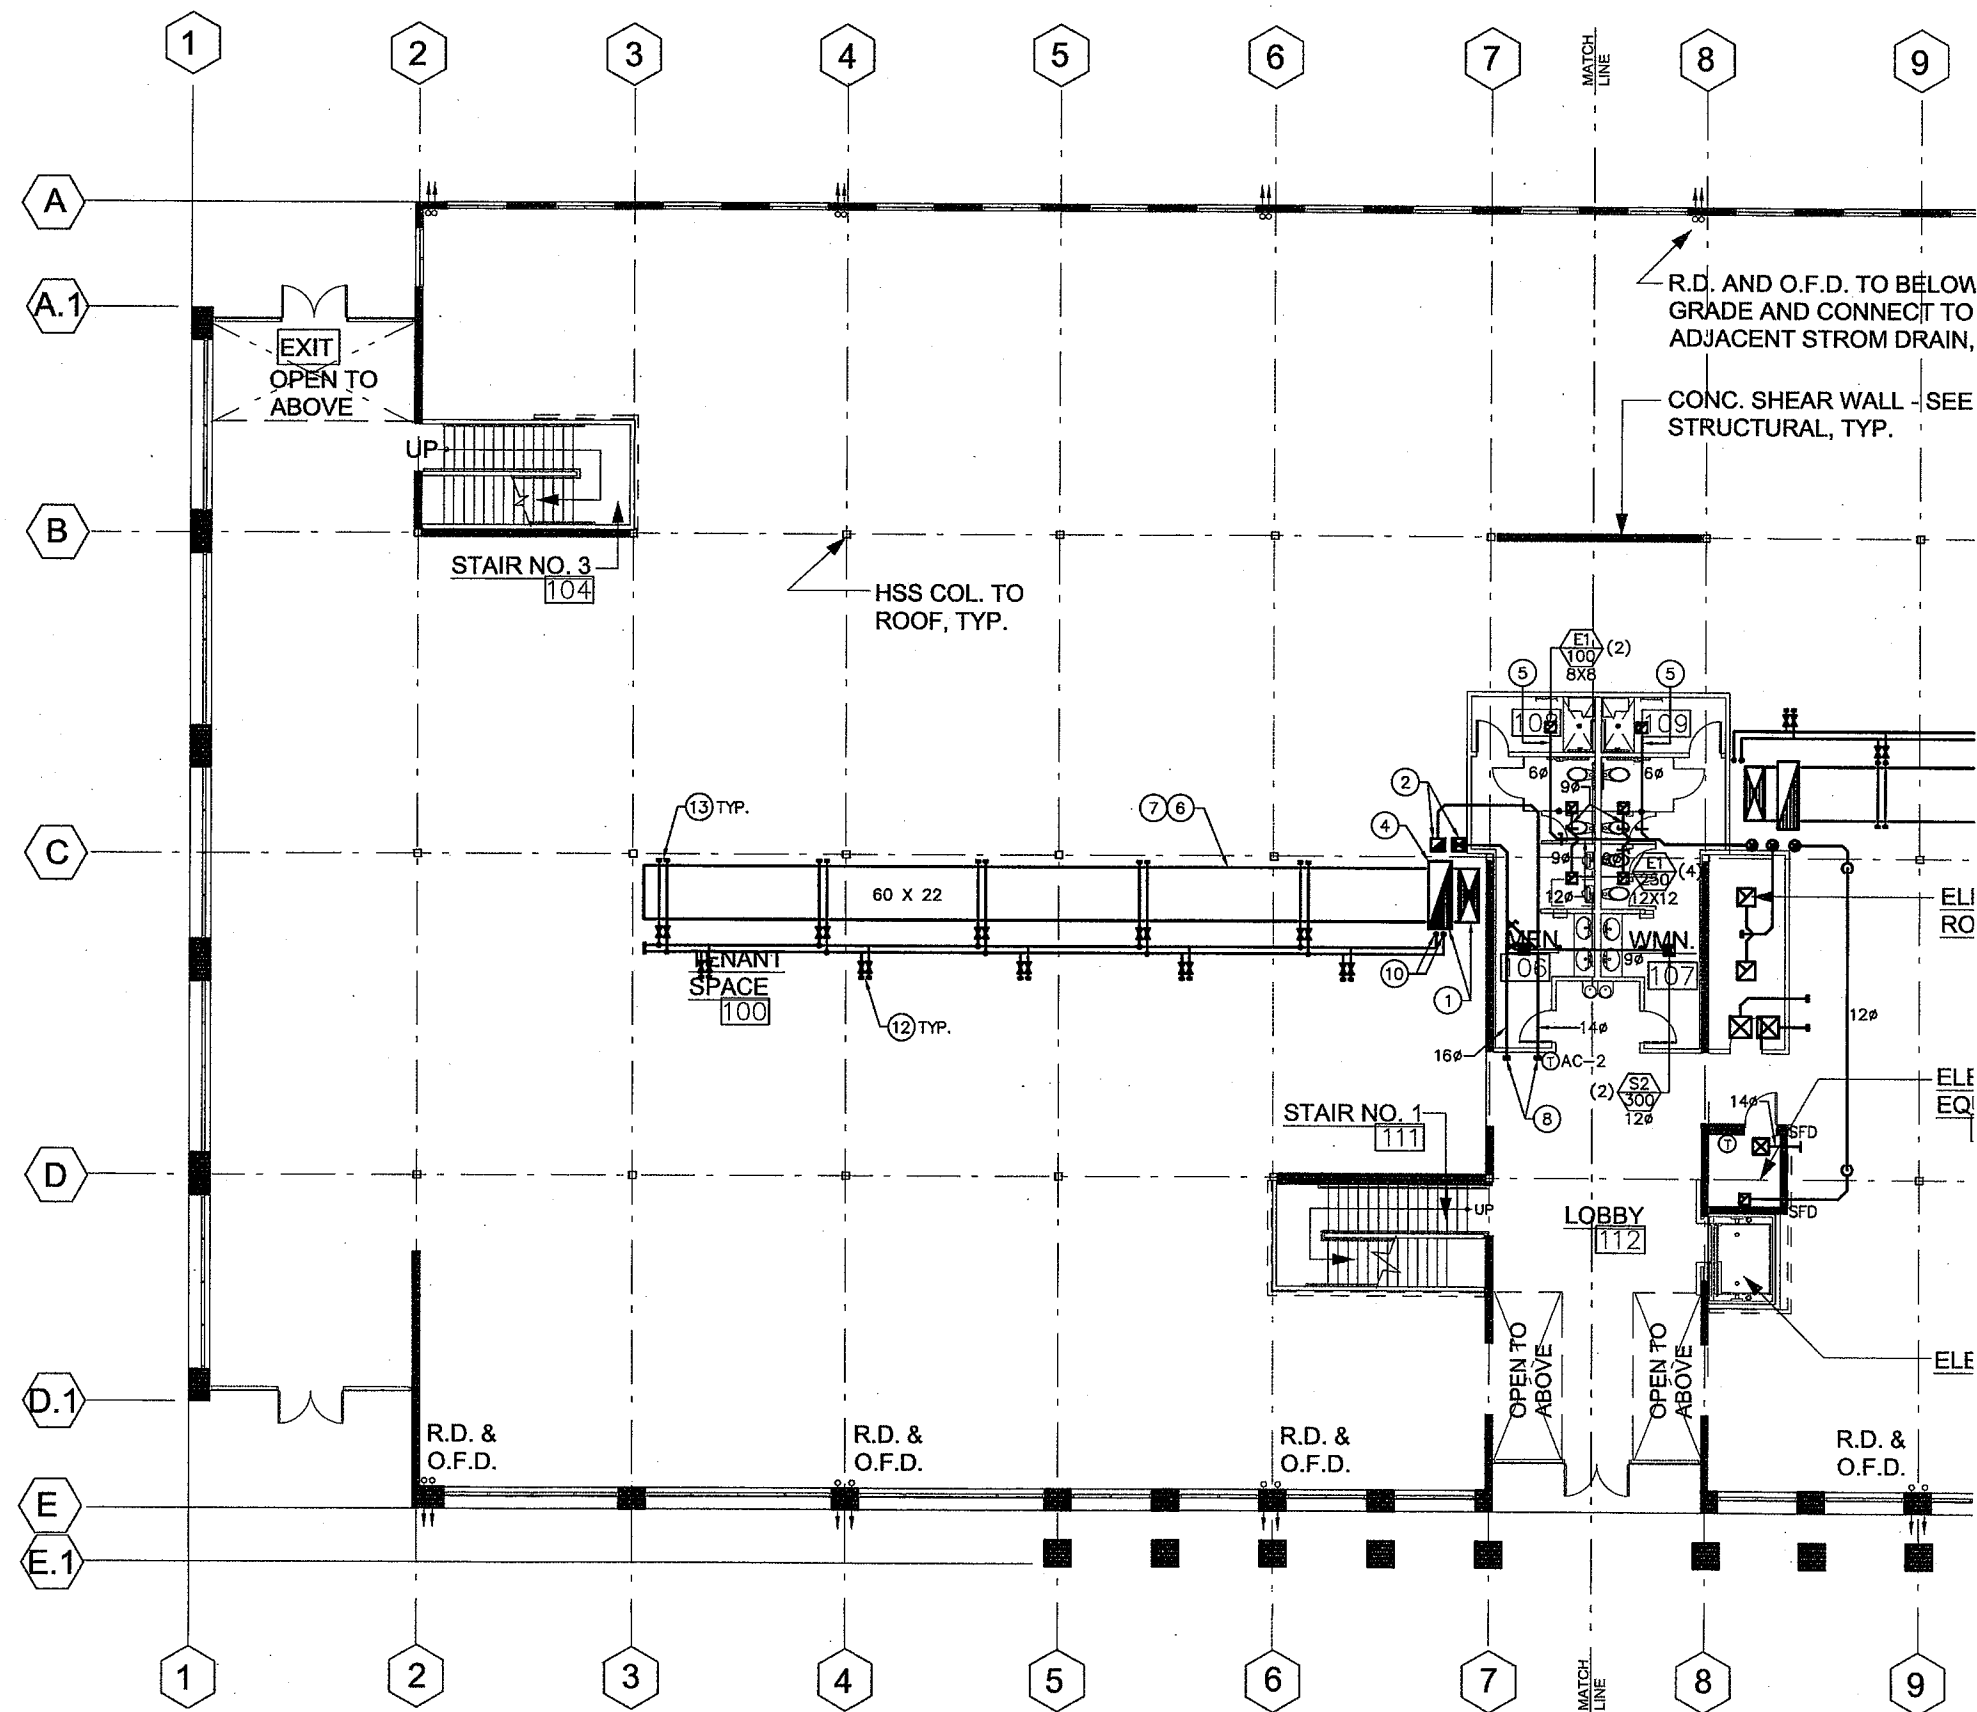 1
2
3
4
5
6
7
MATCH
LINE
8
9
A
A.1
EXIT
OPEN TO
ABOVE
R.D. AND O.F.D. TO BELOW
GRADE AND CONNECT TO
ADJACENT STROM DRAIN,
CONC. SHEAR WALL - SEE
STRUCTURAL, TYP.
UP
B
STAIR NO. 3
104
HSS COL. TO
ROOF, TYP.
E1
100
(2)
8X8
5
5
109
6ø
6ø
9ø
2
13 TYP.
7
6
4
C
9ø
E1
(4)
12ø
12X12
60 X 22
MEN.
WMN.
9ø
106
107
TENANT
SPACE
100
10
1
12 TYP.
14ø
12ø
16ø
T AC-2
S2
(2)
300
12ø
8
14ø
SFD
T
STAIR NO. 1
111
D
UP
LOBBY
112
SFD
OPEN TO
ABOVE
OPEN TO
ABOVE
D.1
R.D. &
O.F.D.
R.D. &
O.F.D.
R.D. &
O.F.D.
R.D. &
O.F.D.
E
E.1
1
2
3
4
5
6
7
MATCH
LINE
8
9